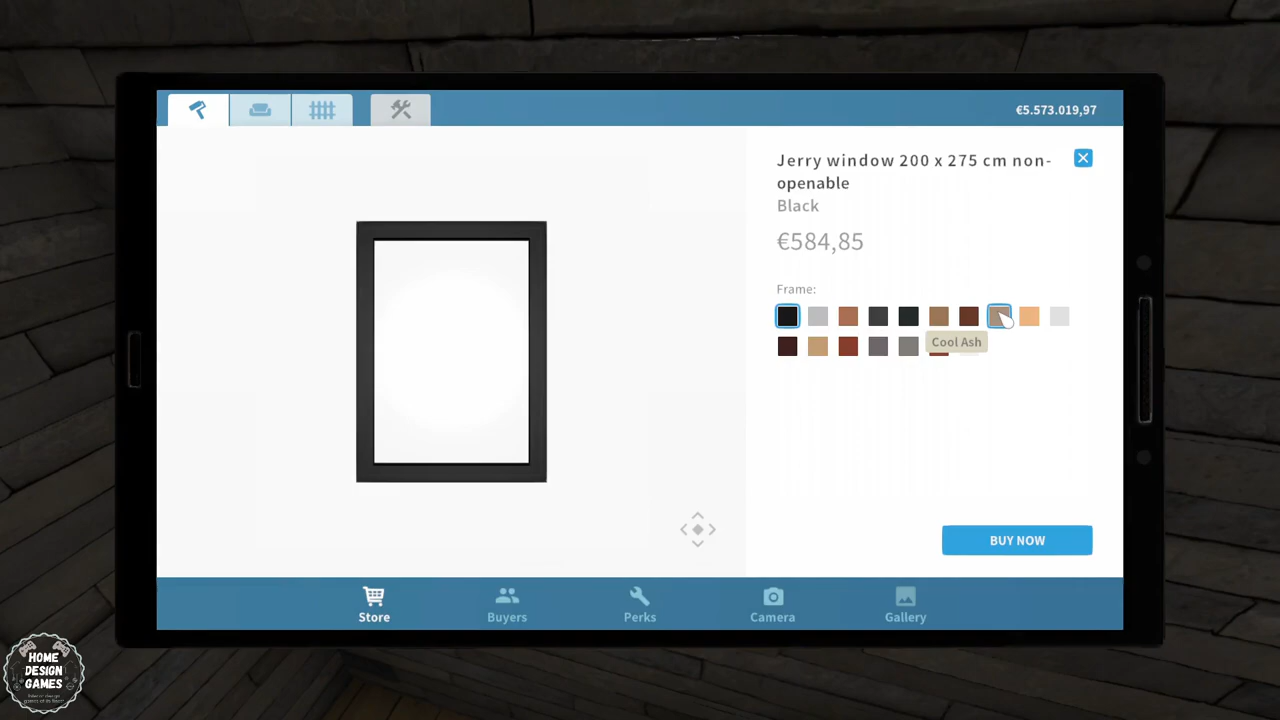 €5.573.019,97
Jerry window 200 x 275 cm non-
openable
Black
€584,85
Frame:
Cool Ash
BUY NOW
Store
Buyers
Perks
Camera
Gallery
HOME
DESIGN
GAMES